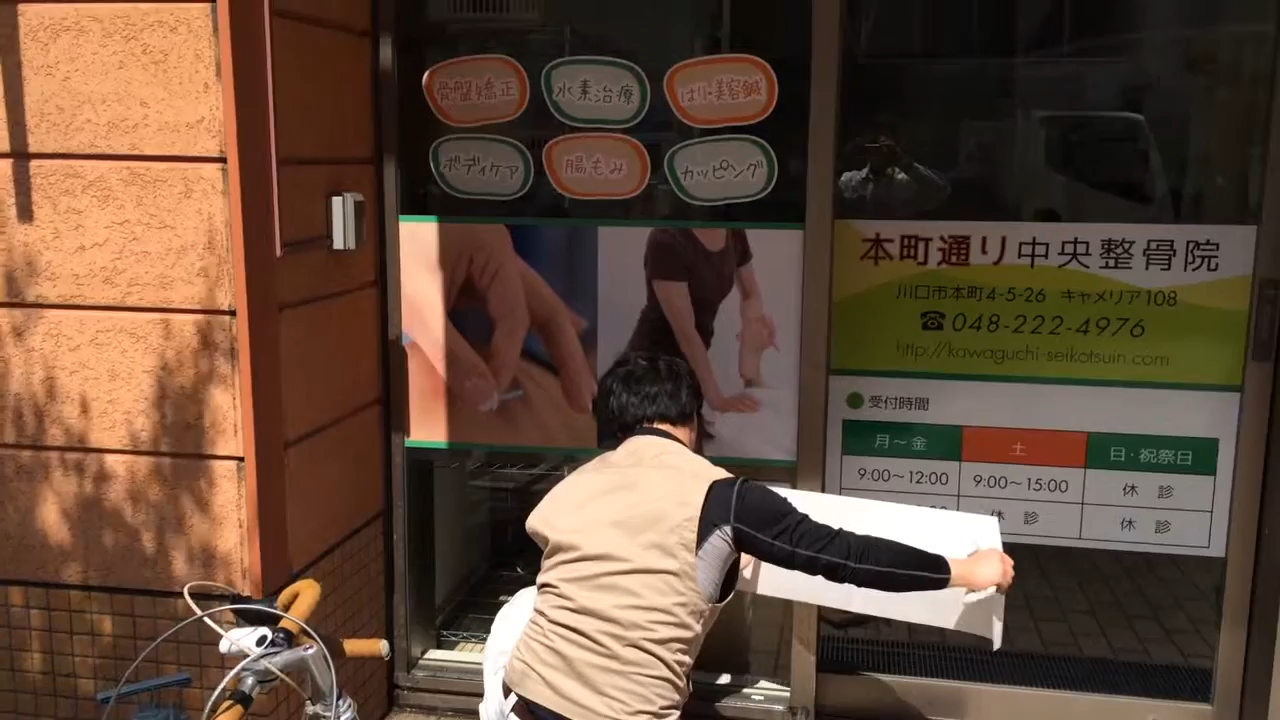 骨盤矯正
水素治療
はり・美容鍼
ボディケア
腸もみ
カッピング
本町通り中央整骨院
川口市本町4-5-26 キャメリア108
☎048-222-4976
http://kawaguchi-seikotsuin.com
●受付時間
月～金 土 日・祝祭日
9:00～12:00 9:00～15:00 休 診
休 診 休 診